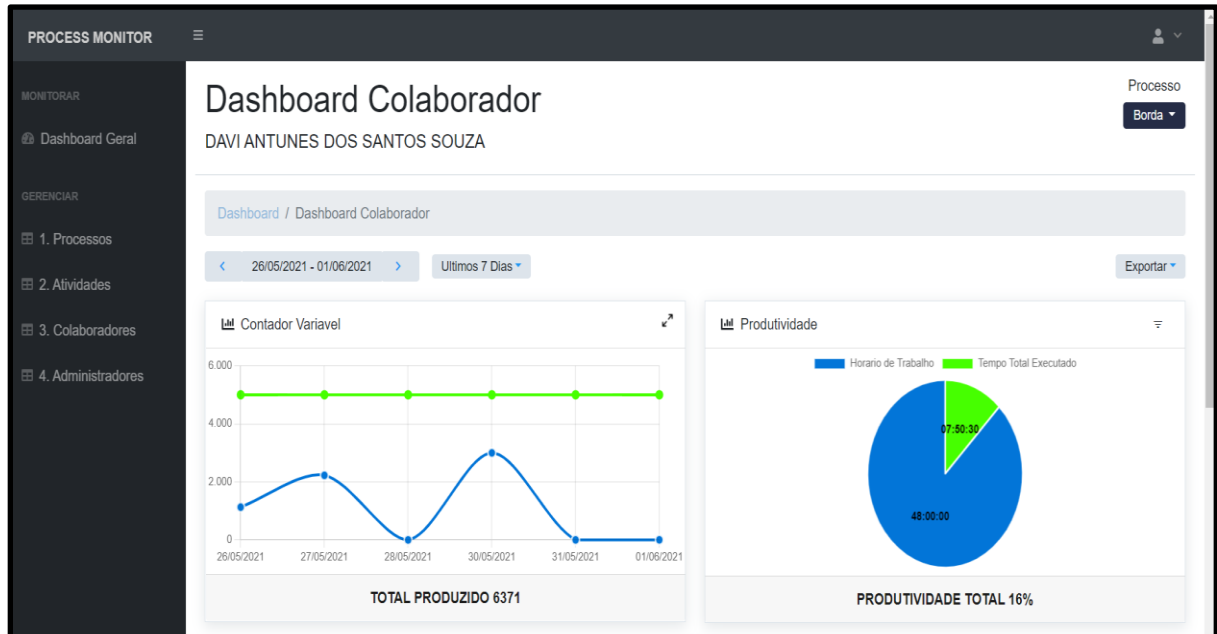 PROCESS MONITOR
MONITORAR
Dashboard Geral
GERENCIAR
1. Processos
2. Atividades
3. Colaboradores
4. Administradores
Dashboard Colaborador
DAVI ANTUNES DOS SANTOS SOUZA
Processo
Borda
Dashboard / Dashboard Colaborador
26/05/2021 - 01/06/2021
Ultimos 7 Dias
Exportar
Contador Variavel
6.000
4.000
2.000
0
26/05/2021 27/05/2021 28/05/2021 30/05/2021 31/05/2021 01/06/2021
TOTAL PRODUZIDO 6371
Produtividade
Horario de Trabalho Tempo Total Executado
07:50:30
48:00:00
PRODUTIVIDADE TOTAL 16%